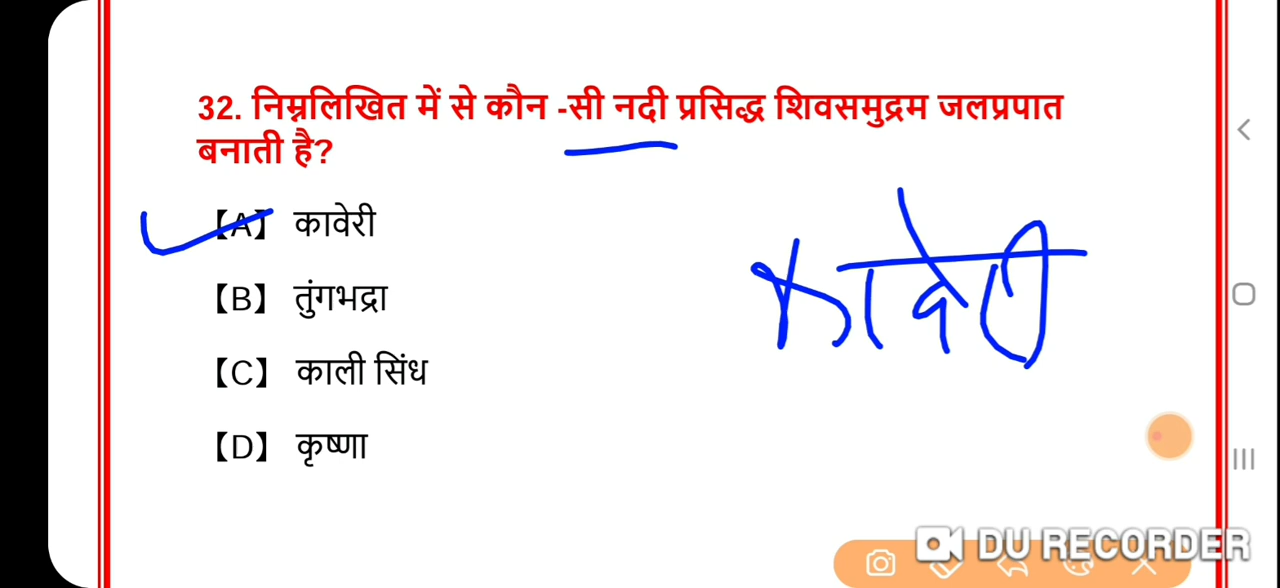 32. निम्नलिखित में से कौन -सी नदी प्रसिद्ध शिवसमुद्रम जलप्रपात
बनाती है?
【A】 कावेरी
कावेरी
【B】 तुंगभद्रा
【C】 काली सिंध
【D】 कृष्णा
DU RECORDER